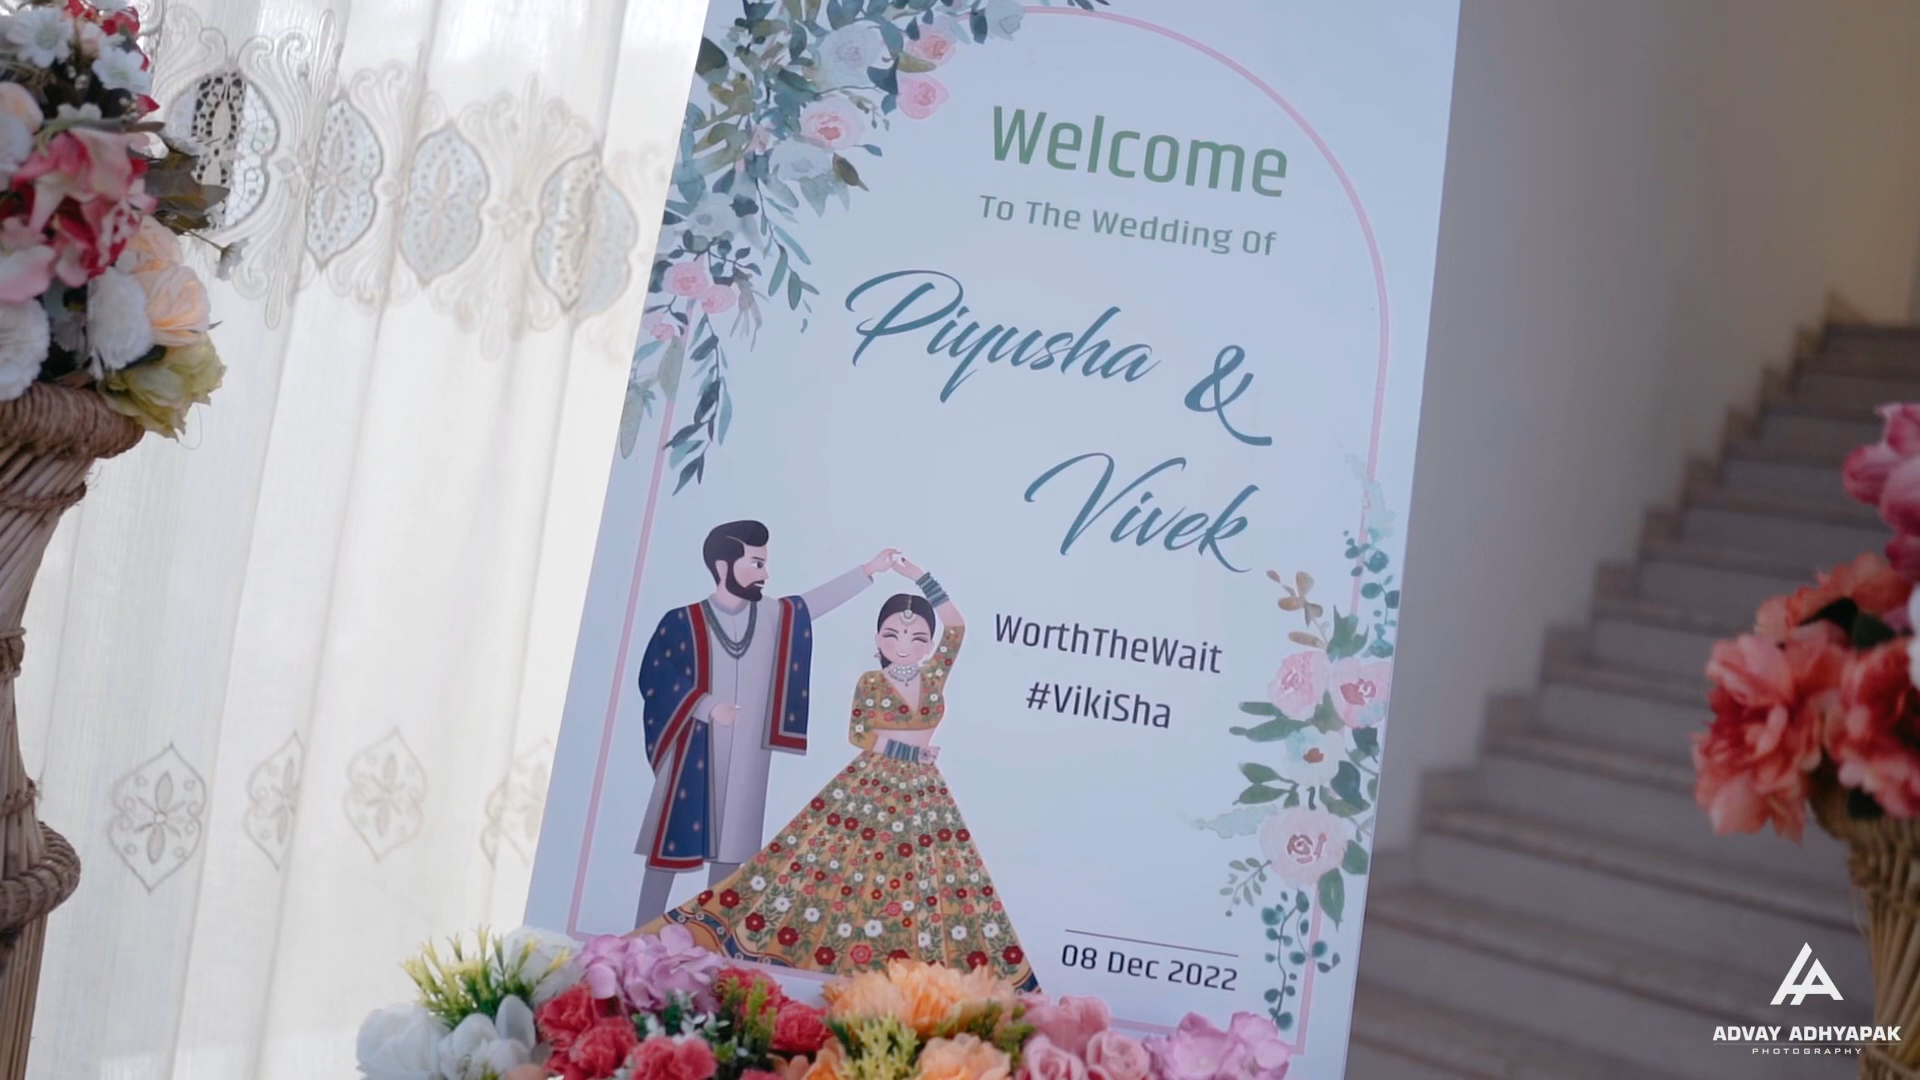 Welcome
To The Wedding Of
Piyusha &
Vivek
WorthTheWait
#VikiSha
08 Dec 2022
ADVAY ADHYAPAK
PHOTOGRAPHY